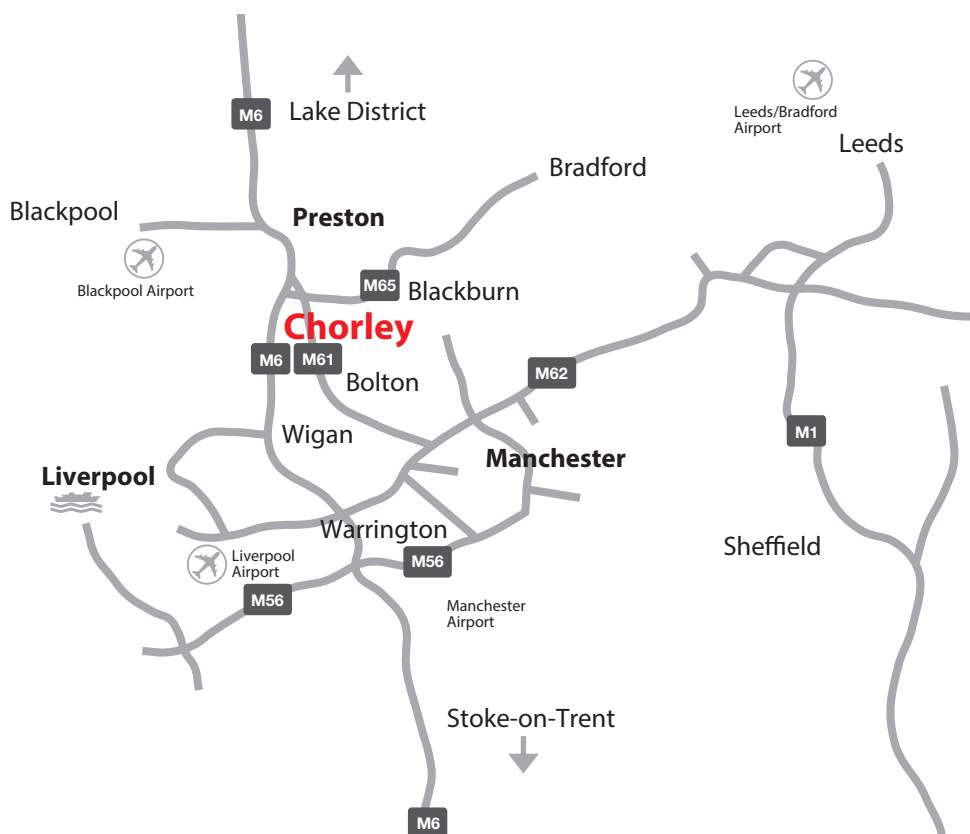 M6
Lake District
Leeds/Bradford
Airport
Leeds
Bradford
Blackpool
Preston
Blackpool Airport
M65
Blackburn
Chorley
M6
M61
Bolton
M62
Wigan
M1
Manchester
Liverpool
Warrington
Sheffield
Liverpool
Airport
M56
M56
Manchester
Airport
Stoke-on-Trent
M6